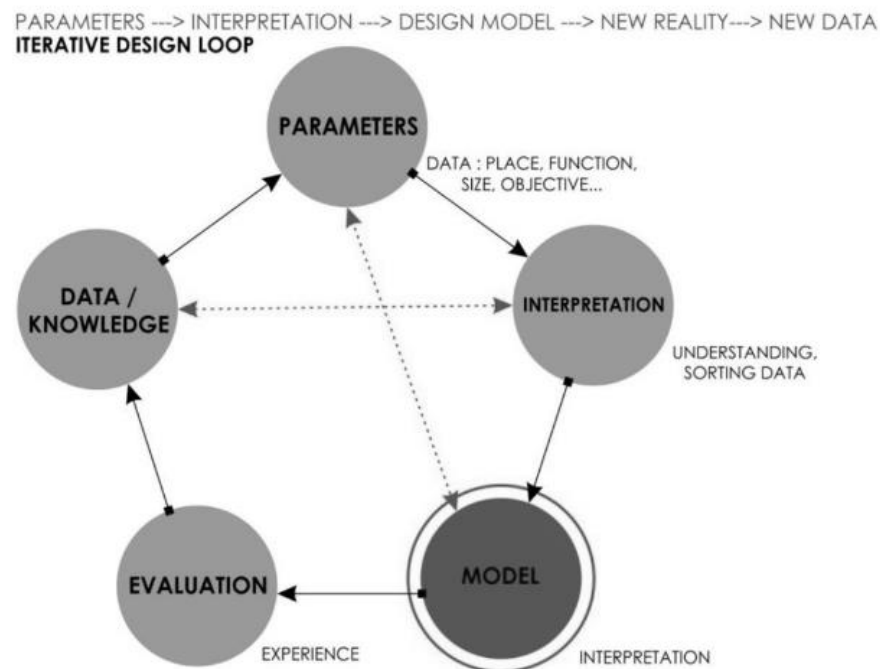 PARAMETERS ---> INTERPRETATION ---> DESIGN MODEL ---> NEW REALITY---> NEW DATA
ITERATIVE DESIGN LOOP
PARAMETERS
DATA : PLACE, FUNCTION,
SIZE, OBJECTIVE...
DATA /
KNOWLEDGE
INTERPRETATION
UNDERSTANDING,
SORTING DATA
MODEL
EVALUATION
EXPERIENCE
INTERPRETATION